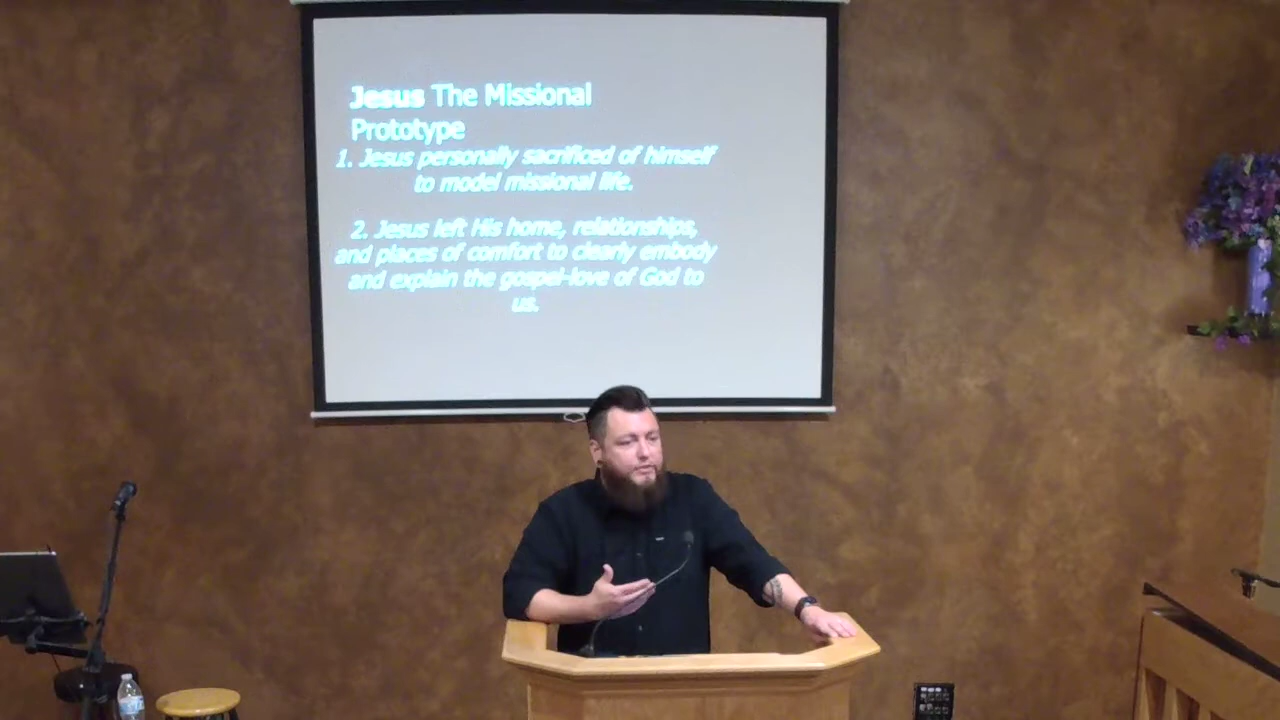 Jesus The Missional
Prototype
1. Jesus personally sacrificed of himself
to model missional life.
2. Jesus left His home, relationships,
and places of comfort to clearly embody
and explain the gospel-love of God to
us.